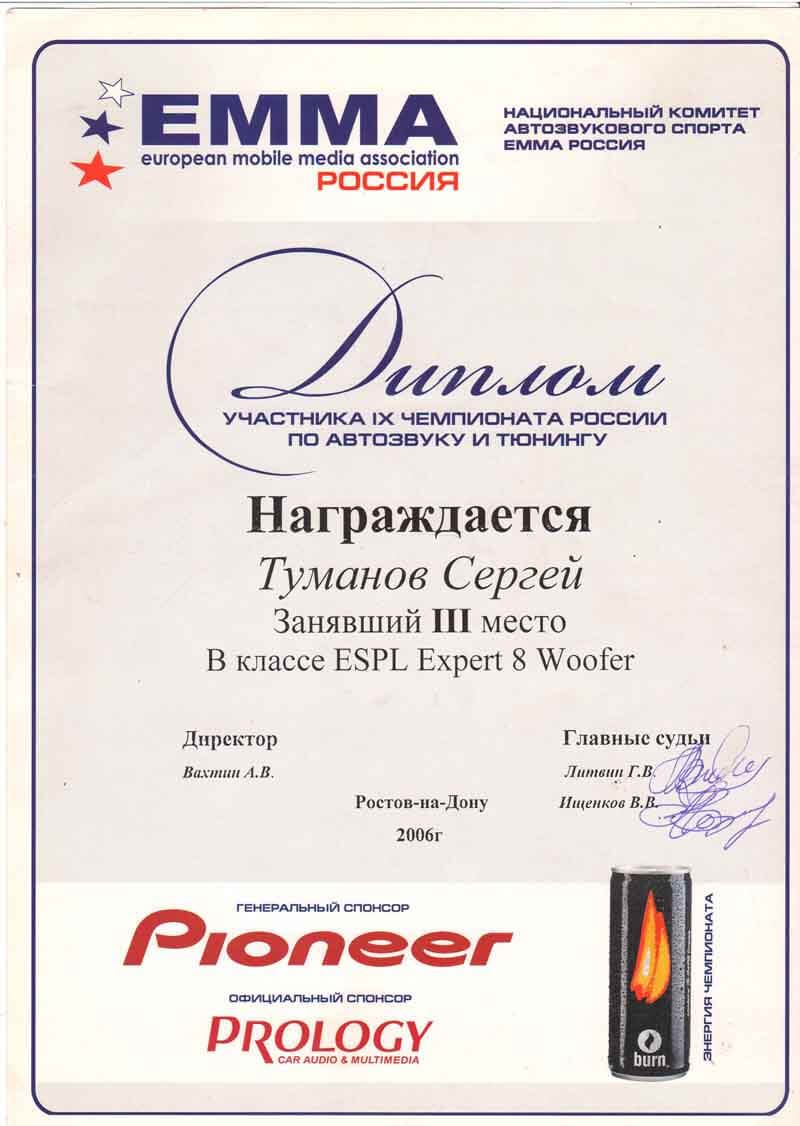 EMMA
european mobile media association
РОССИЯ
НАЦИОНАЛЬНЫЙ КОМИТЕТ
АВТОЗВУКОВОГО СПОРТА
ЕММА РОССИЯ
Диплом
УЧАСТНИКА IX ЧЕМПИОНАТА РОССИИ
ПО АВТОЗВУКУ И ТЮНИНГУ
Награждается
Туманов Сергей
Занявший III место
В классе ESPL Expert 8 Woofer
Директор
Вахтин А.В.
Главные судьи
Литвин Г.В.
Ищенков В.В.
Ростов-на-Дону
2006г
ГЕНЕРАЛЬНЫЙ СПОНСОР
Pioneer
ОФИЦИАЛЬНЫЙ СПОНСОР
PROLOGY
CAR AUDIO & MULTIMEDIA
burn
ЭНЕРГИЯ ЧЕМПИОНАТА